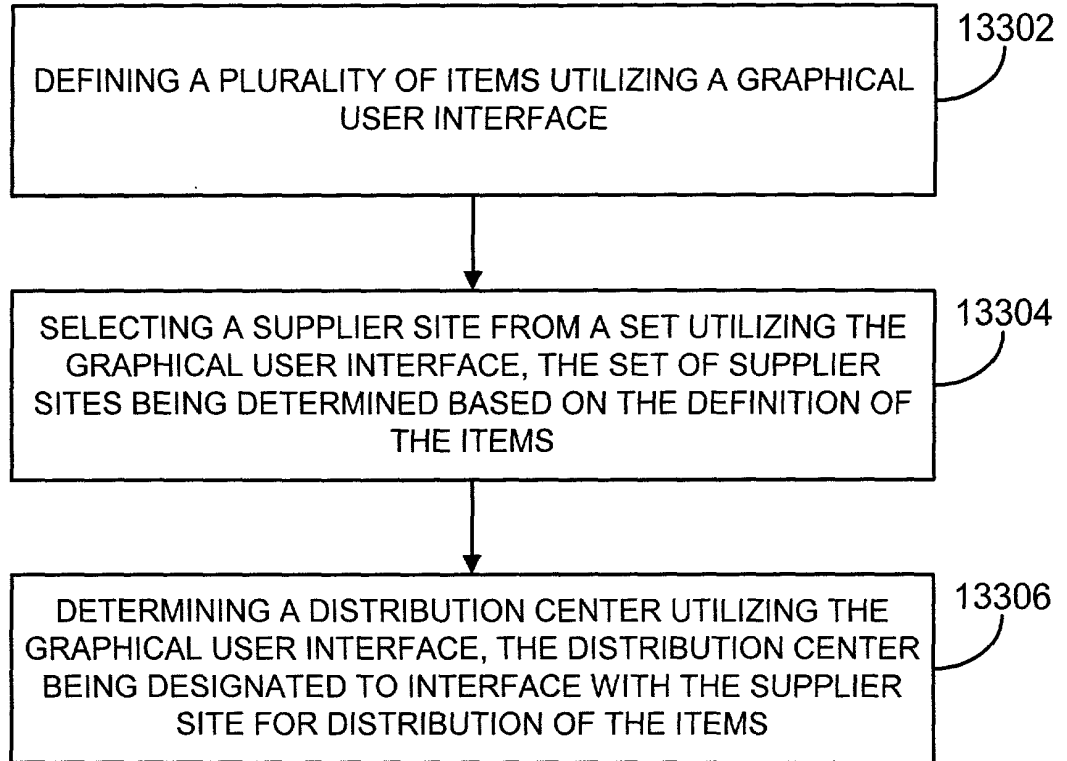 13302
DEFINING A PLURALITY OF ITEMS UTILIZING A GRAPHICAL
USER INTERFACE
13304
SELECTING A SUPPLIER SITE FROM A SET UTILIZING THE
GRAPHICAL USER INTERFACE, THE SET OF SUPPLIER
SITES BEING DETERMINED BASED ON THE DEFINITION OF
THE ITEMS
13306
DETERMINING A DISTRIBUTION CENTER UTILIZING THE
GRAPHICAL USER INTERFACE, THE DISTRIBUTION CENTER
BEING DESIGNATED TO INTERFACE WITH THE SUPPLIER
SITE FOR DISTRIBUTION OF THE ITEMS